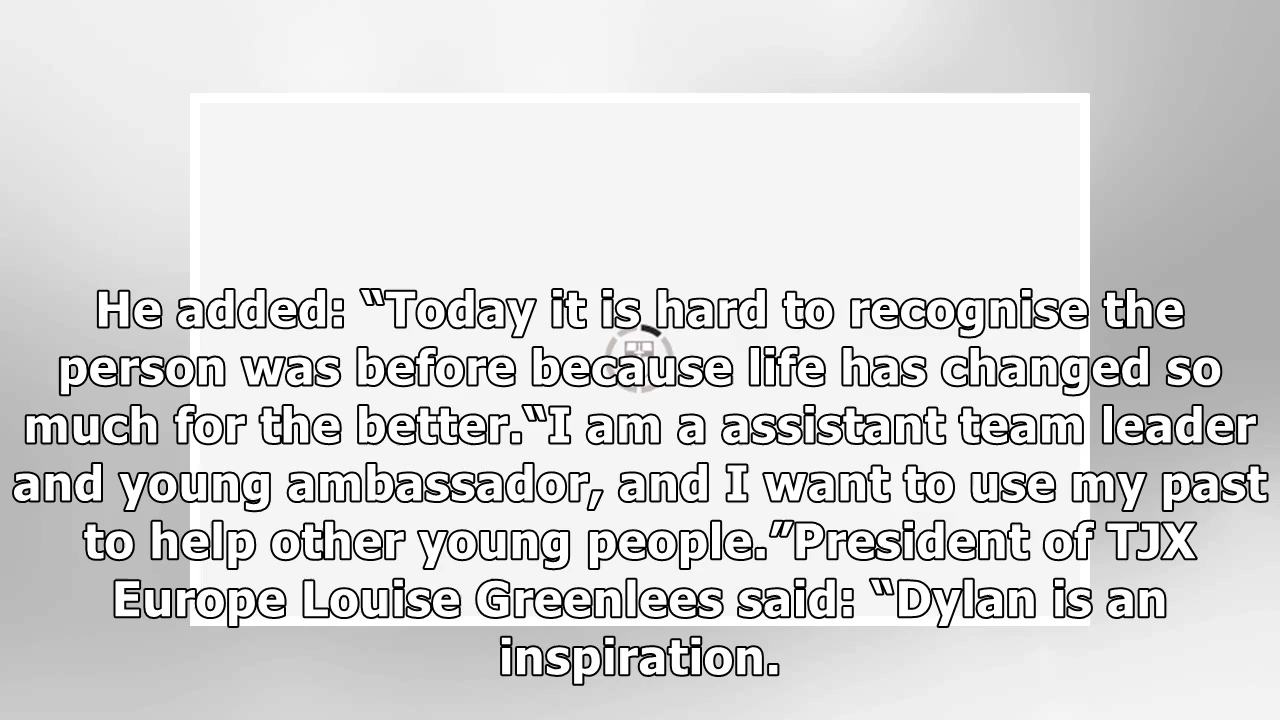 He added: “Today it is hard to recognise the
person was before because life has changed so
much for the better.“I am a assistant team leader
and young ambassador, and I want to use my past
to help other young people.”President of TJX
Europe Louise Greenlees said: “Dylan is an
inspiration.